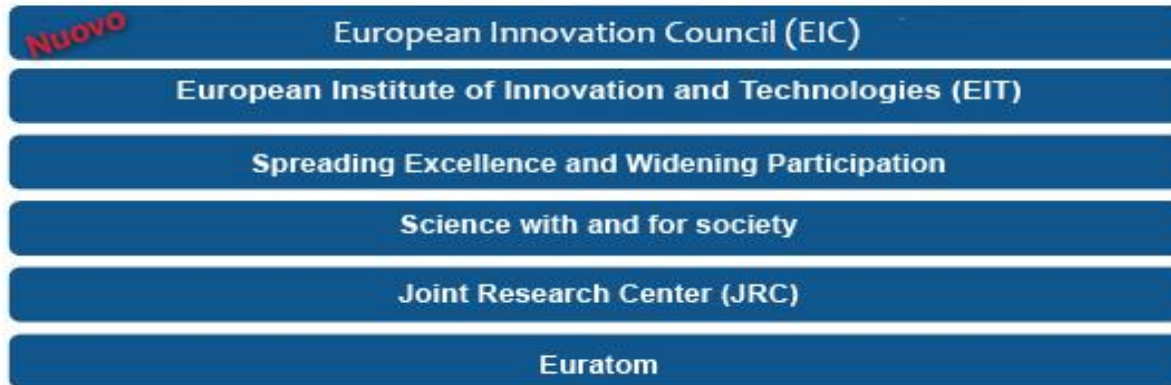 Nuovo
European Innovation Council (EIC)
European Institute of Innovation and Technologies (EIT)
Spreading Excellence and Widening Participation
Science with and for society
Joint Research Center (JRC)
Euratom